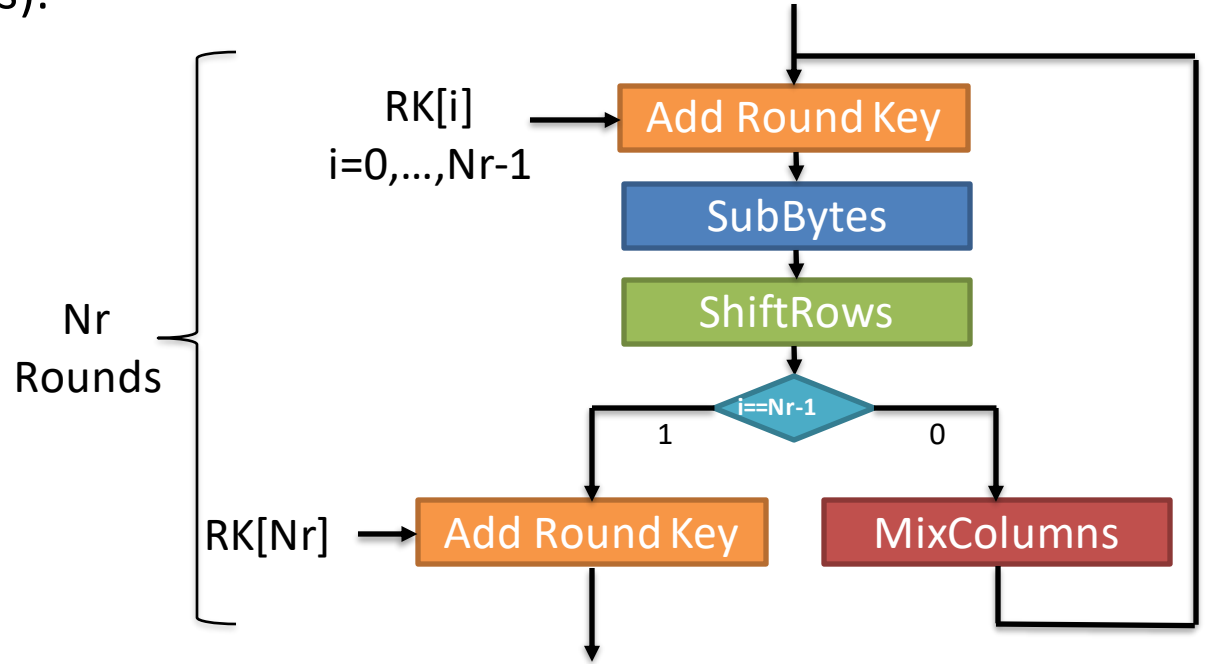 s).
RK[i]
i=0,...,Nr-1
Add Round Key
SubBytes
ShiftRows
Nr
Rounds
i==Nr-1
1
0
RK[Nr]
Add Round Key
MixColumns